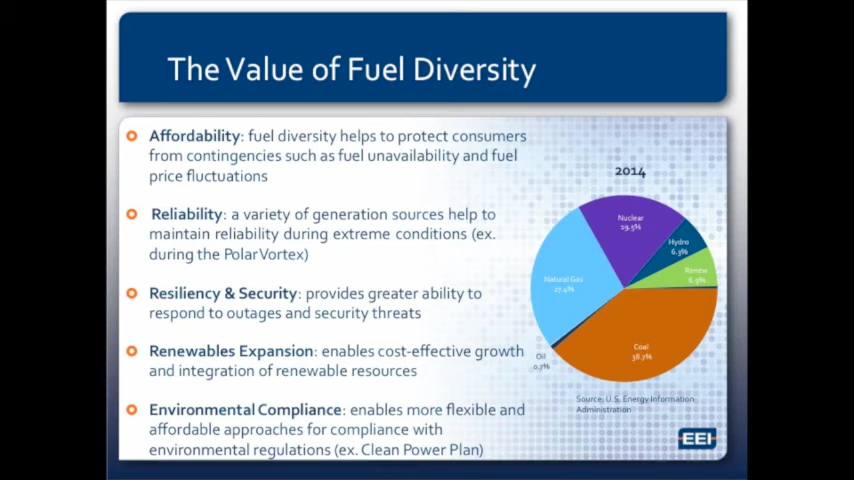 The Value of Fuel Diversity
Affordability: fuel diversity helps to protect consumers
from contingencies such as fuel unavailability and fuel
price fluctuations
Reliability: a variety of generation sources help to
maintain reliability during extreme conditions (ex.
during the Polar Vortex)
Resiliency & Security: provides greater ability to
respond to outages and security threats
Renewables Expansion: enables cost-effective growth
and integration of renewable resources
Environmental Compliance: enables more flexible and
affordable approaches for compliance with
environmental regulations (ex. Clean Power Plan)
2014
Nuclear
19.5%
Hydro
6.3%
Renew
6.9%
Natural Gas
27.4%
Coal
38.7%
Oil
0.7%
Source: U.S. Energy Information
Administration
EEI